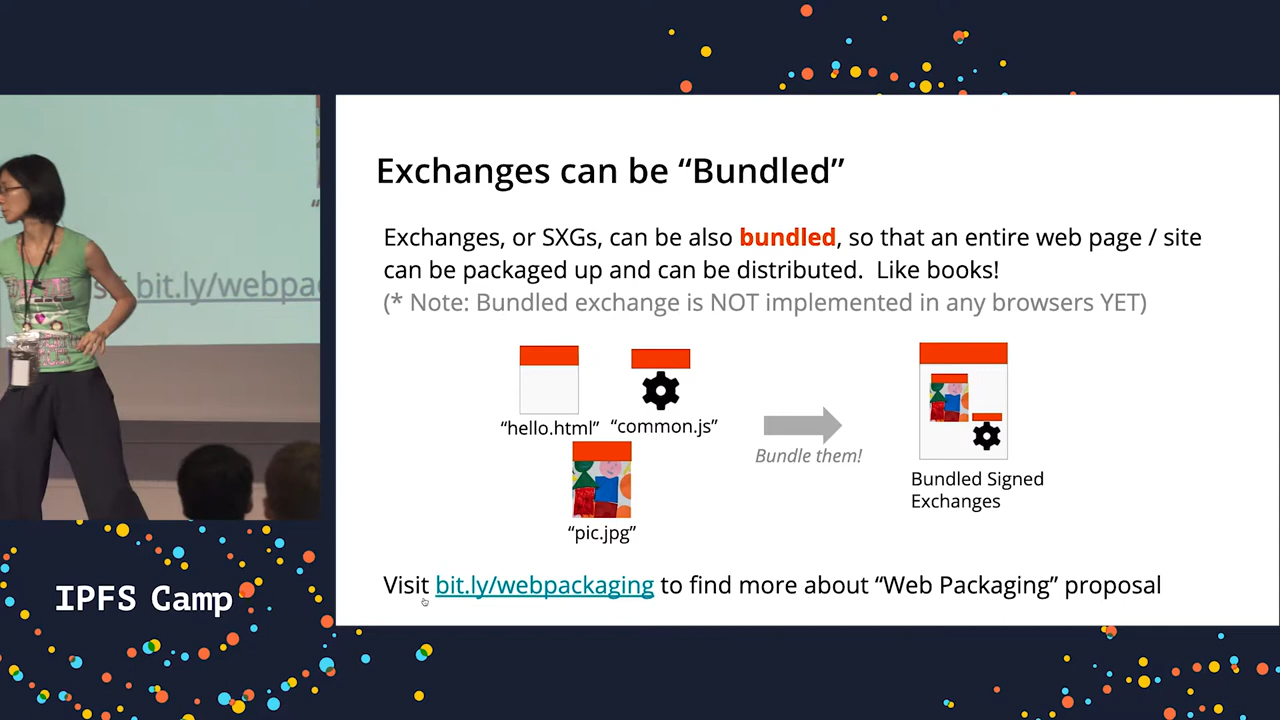 Exchanges can be “Bundled”
Exchanges, or SXGs, can be also bundled, so that an entire web page / site
can be packaged up and can be distributed.  Like books!
(* Note: Bundled exchange is NOT implemented in any browsers YET)
“hello.html” “common.js”
Bundle them!
“pic.jpg”
Bundled Signed
Exchanges
Visit bit.ly/webpackaging to find more about “Web Packaging” proposal
bit.ly/webpac
IPFS Camp